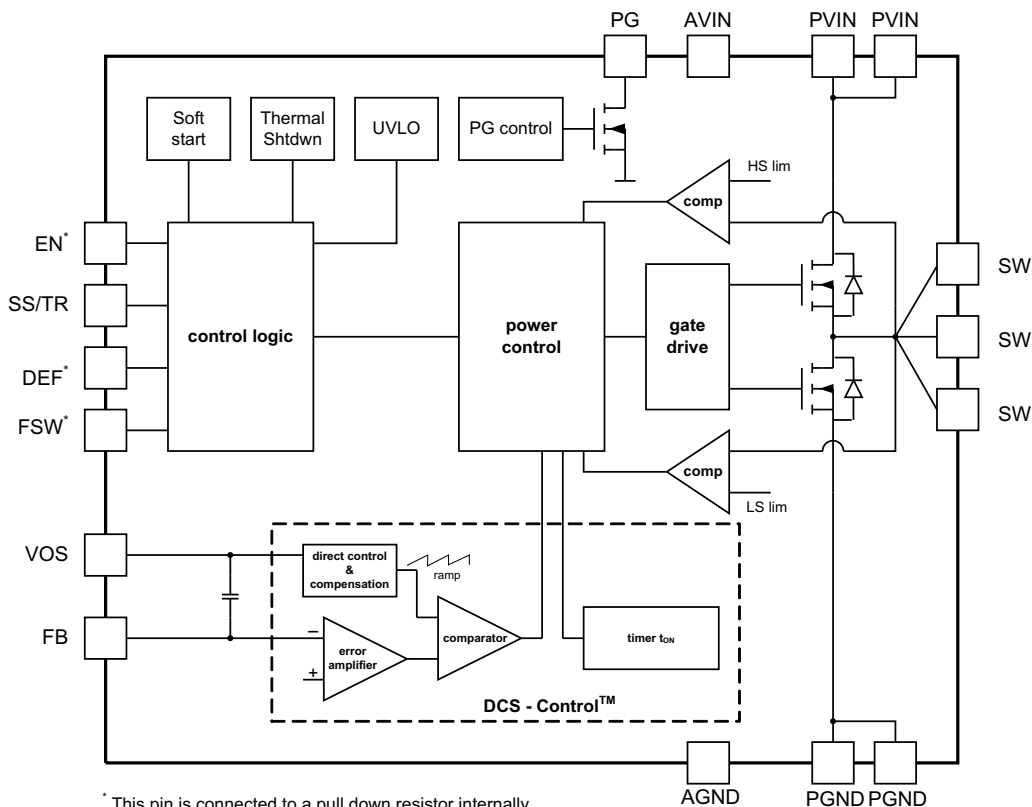 PG AVIN PVIN PVIN
Soft
start
Thermal
Shtdwn
UVLO
PG control
HS lim
comp
EN*
SS/TR
DEF*
FSW*
control logic
power
control
gate
drive
SW
SW
SW
comp
LS lim
VOS
FB
direct control
&
compensation
ramp
comparator
−
error
amplifier
+
timer tON
DCS - Control™
AGND PGND PGND
* This pin is connected to a pull down resistor internally